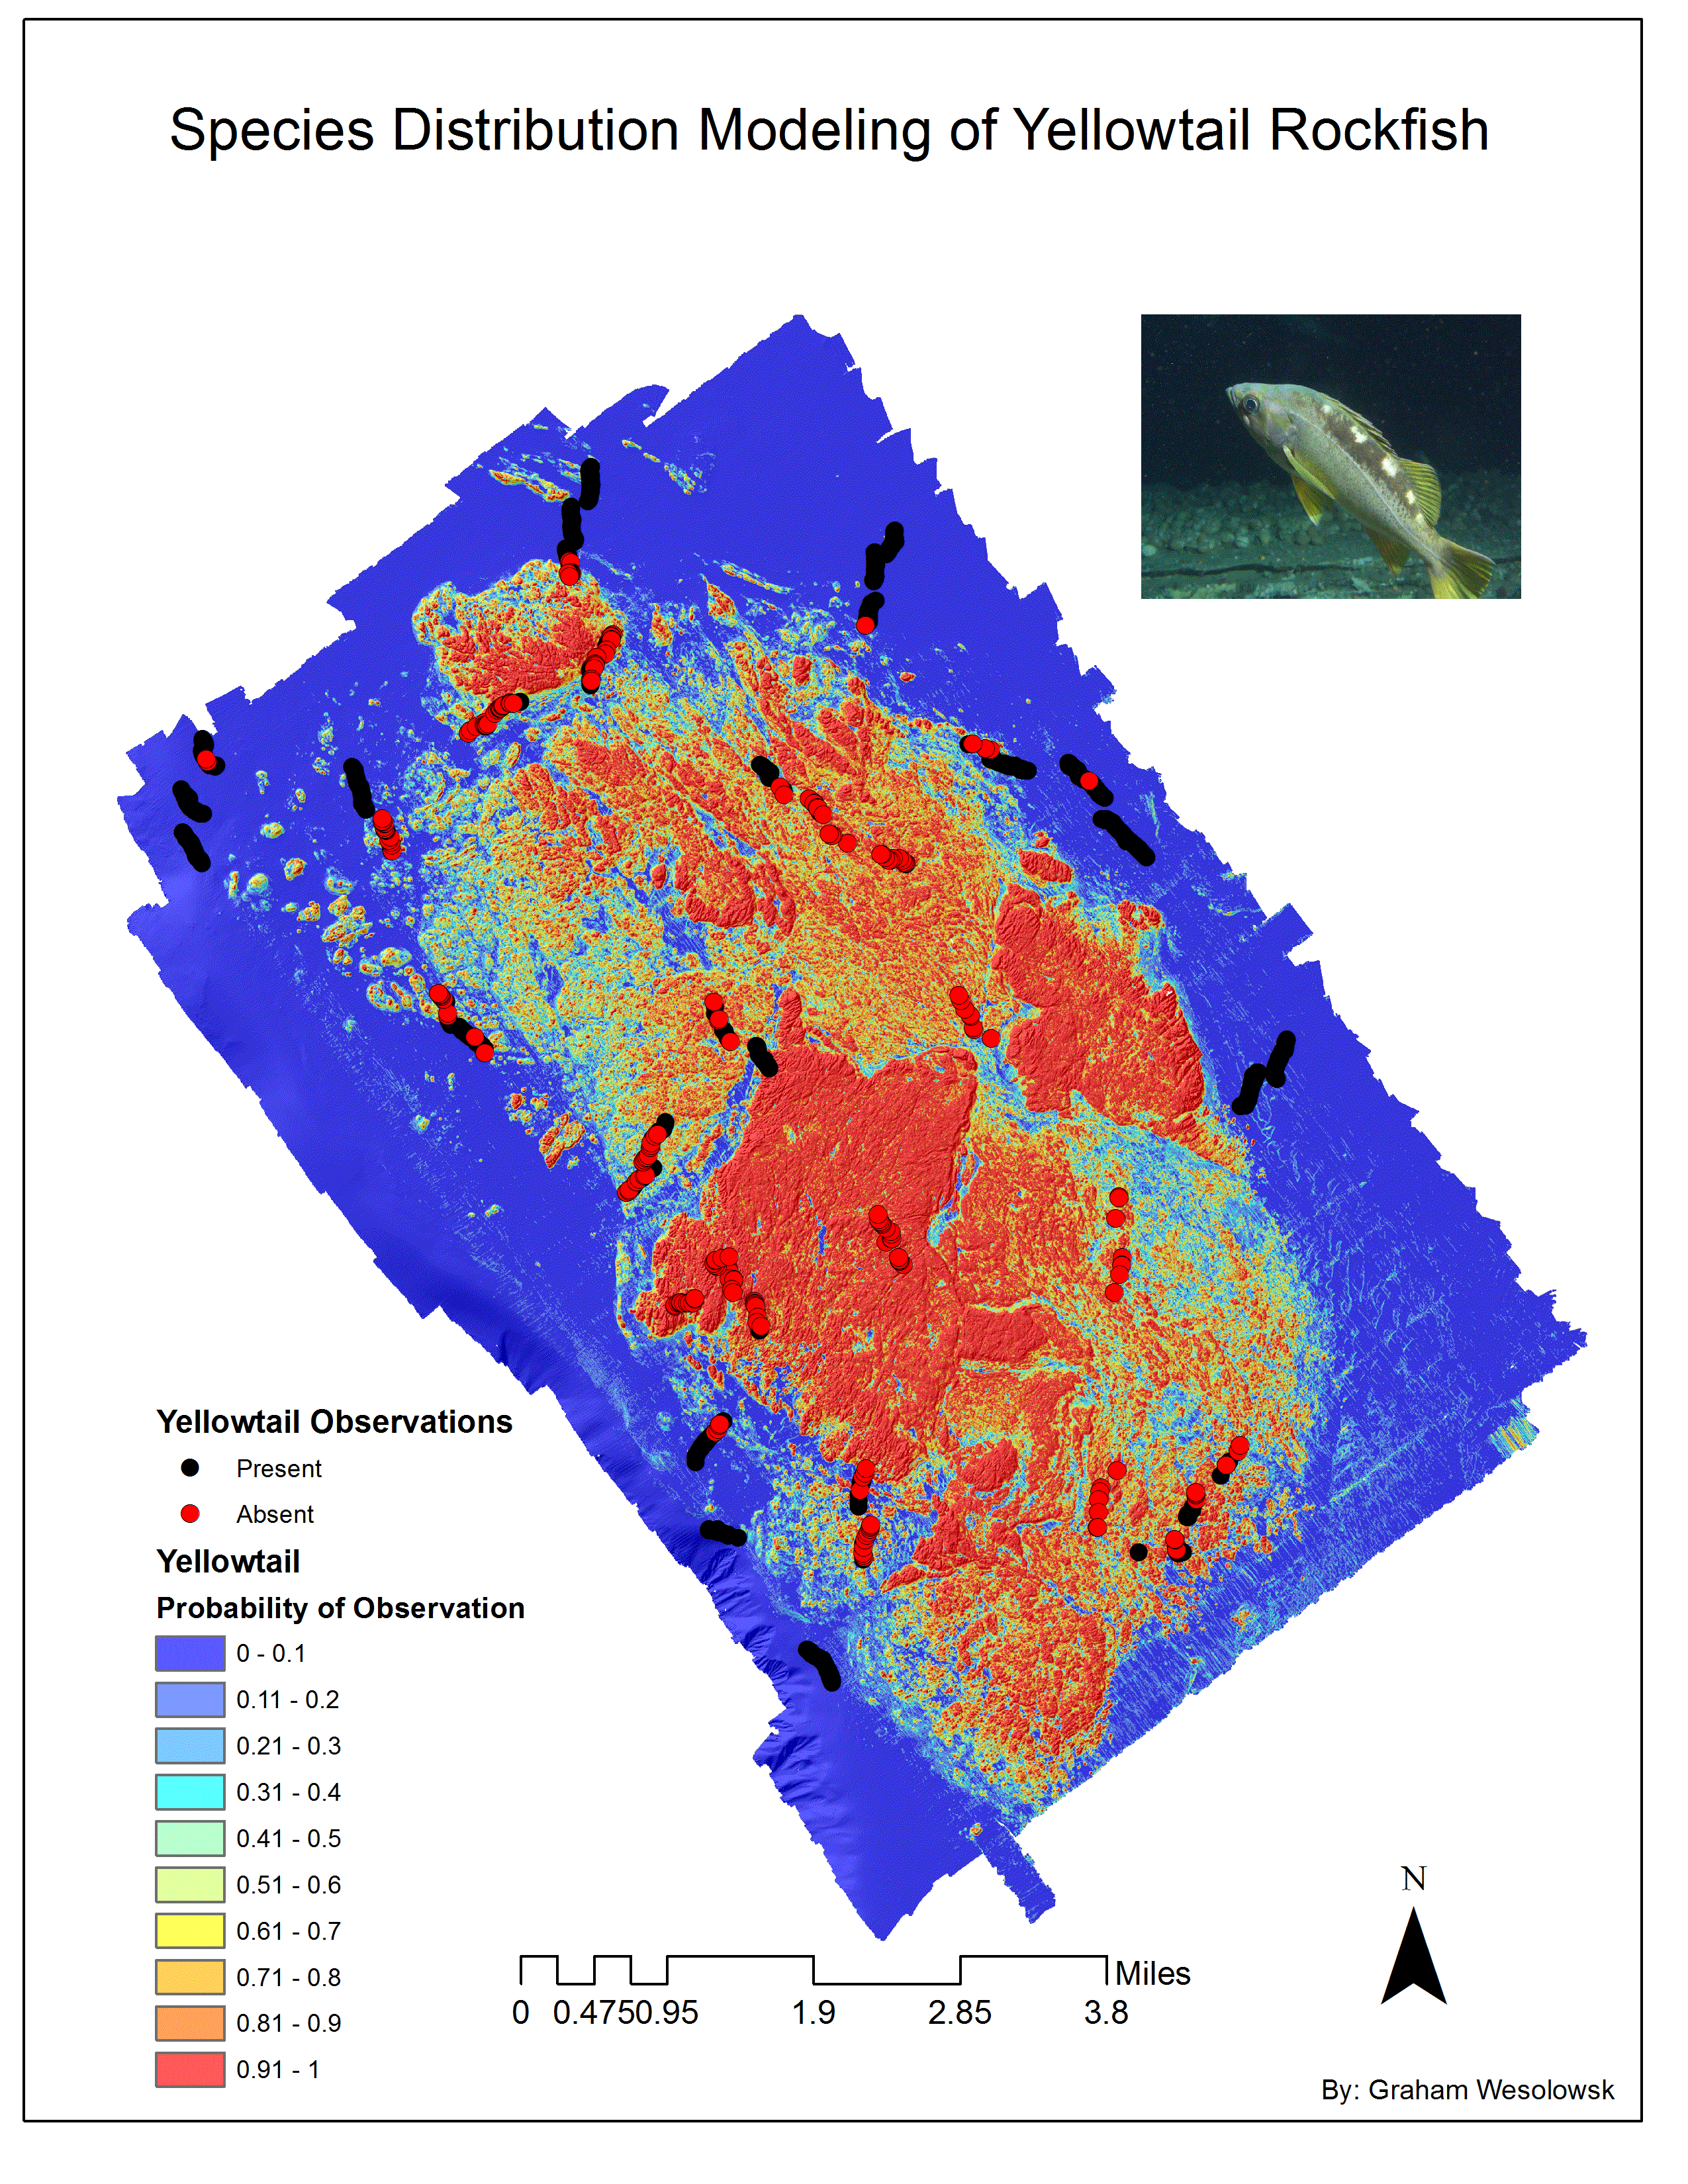 Species Distribution Modeling of Yellowtail Rockfish
Yellowtail Observations
Present
Absent
Yellowtail
Probability of Observation
0 - 0.1
0.11 - 0.2
0.21 - 0.3
0.31 - 0.4
0.41 - 0.5
0.51 - 0.6
0.61 - 0.7
0.71 - 0.8
0.81 - 0.9
0.91 - 1
N
Miles
0 0.4750.95 1.9 2.85 3.8
By: Graham Wesolowsk